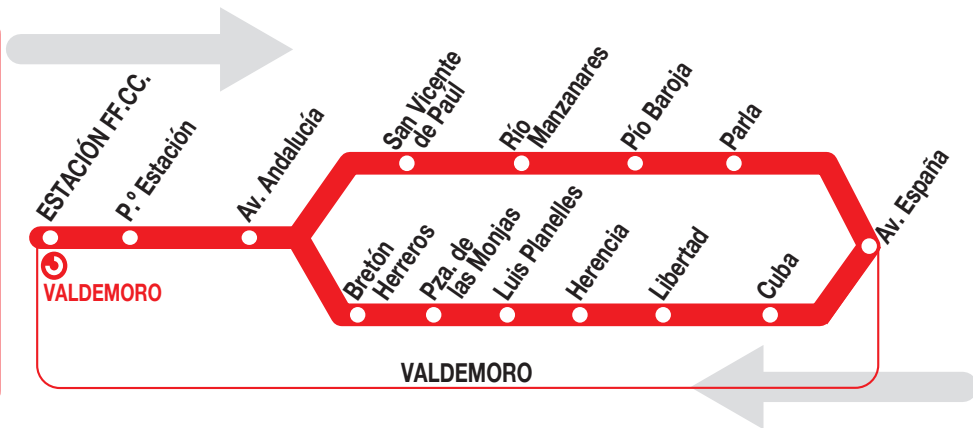 ESTACIÓN FF.CC.
P.º Estación
Av. Andalucía
San Vicente
de Paúl
Río
Manzanares
Pío Baroja
Parla
Av. España
Bretón
Herreros
Pza. de
las Monjas
Luis Planelles
Herencia
Libertad
Cuba
VALDEMORO
VALDEMORO